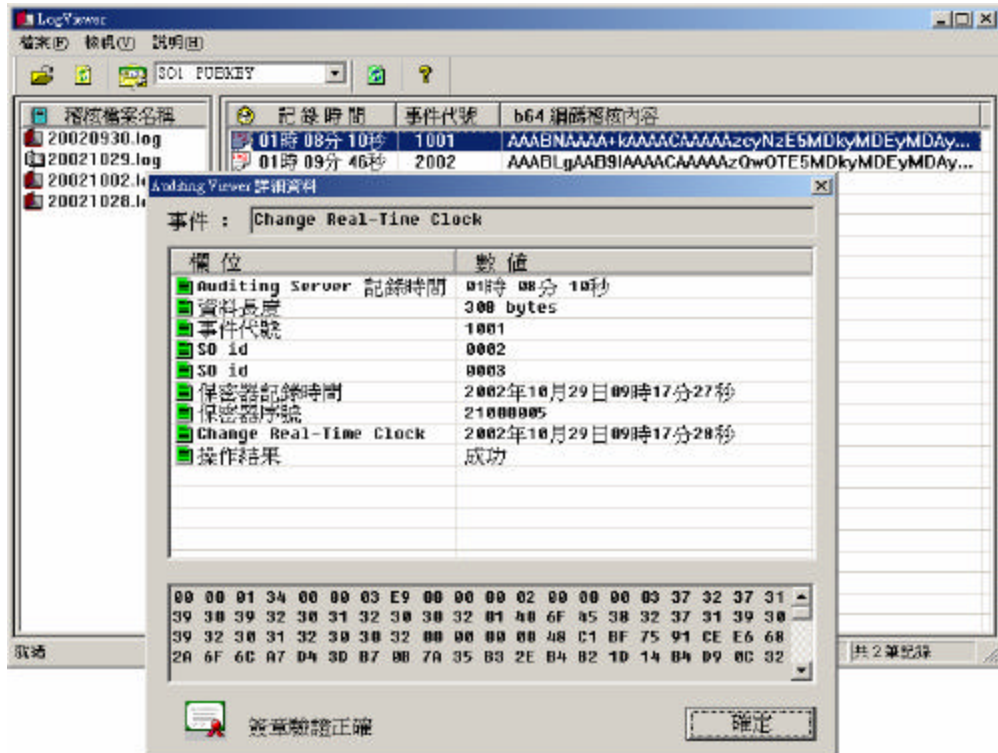 LogViewer
檔案(F) 檢視(V) 說明(H)
SO1 PUBKEY
稽核檔案名稱
記錄時間 事件代號 b64 編碼稽核內容
20020930.log
01時 08分 10秒 1001 AAABNAAAA+kAAAACAAAAAzcyNzE5MDkyMDEyMDAy...
20021029.log
01時 09分 46秒 2002 AAABLgAAB9IAAAACAAAAAzQwOTE5MDkyMDEyMDAy...
20021002.l
20021028.l
Auditing Viewer 詳細資料
事件 : Change Real-Time Clock
欄位 數值
Auditing Server 記錄時間 01時 08分 10秒
資料長度 308 bytes
事件代號 1001
SO id 0002
SO id 0003
保密器記錄時間 2002年10月29日09時17分27秒
保密器序號 21000005
Change Real-Time Clock 2002年10月29日09時17分28秒
操作結果 成功
00 00 01 34 00 00 03 E9 00 00 00 02 00 00 00 03 37 32 37 31
39 30 39 32 30 31 32 30 30 32 01 40 6F 45 38 32 37 31 39 30
39 32 30 31 32 30 30 32 00 00 00 80 48 C1 BF 75 91 CE E6 68
2A 6F 6C A7 D4 3D B7 0B 7A 35 B3 2E B4 82 1D 14 B4 D9 0C 32
就緒
共 2 筆記錄
簽章驗證正確
確定